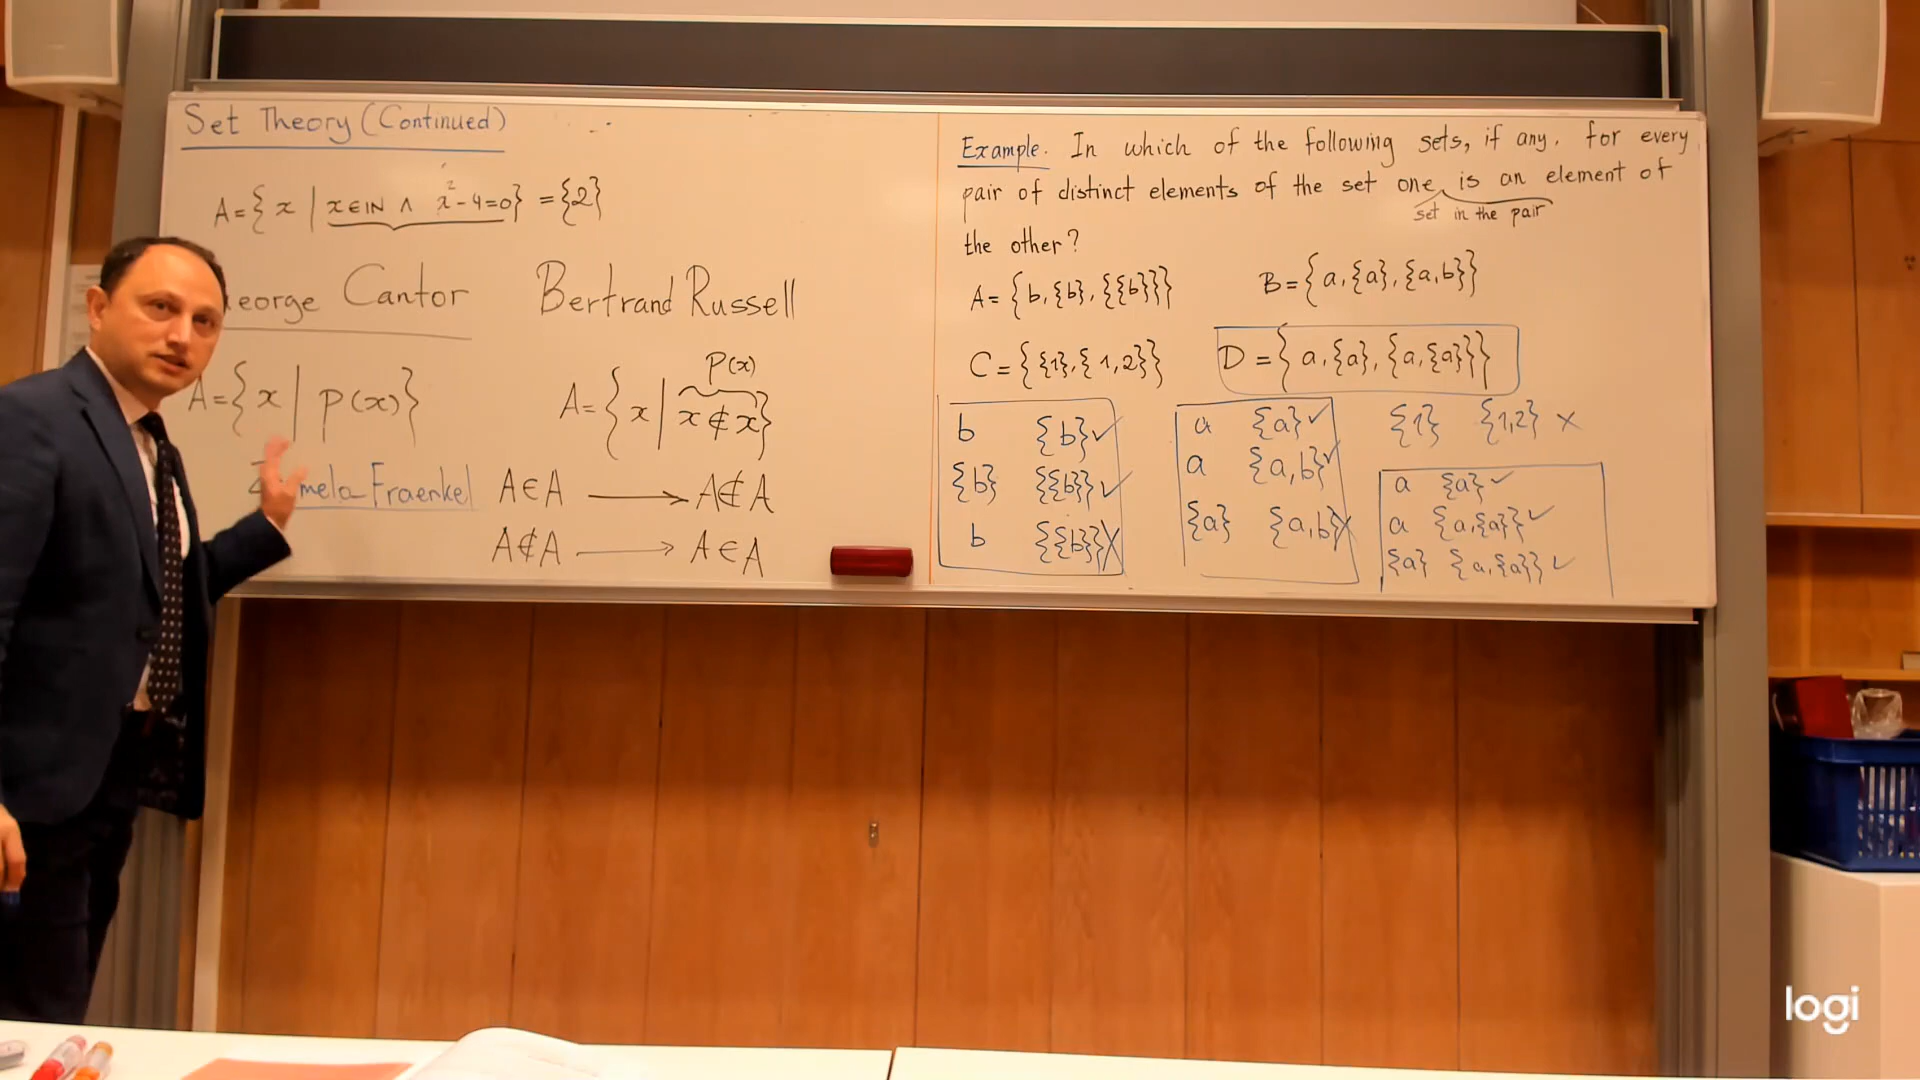 Set Theory (Continued)
A={ x | x∈ℕ ∧ x²-4=0} = {2}
eorge Cantor
Bertrand Russell
A={ x | P(x)}
P(x)
A={ x | x∉x}
melo-Fraenkel
A∈A ⟶ A∉A
A∉A ⟶ A∈A
Example. In which of the following sets, if any, for every
pair of distinct elements of the set one is an element of
set in the pair
the other?
A={b,{b},{{b}}}
B={a,{a},{a,b}}
C={{1},{1,2}}
D={a,{a},{a,{a}}}
b {b}✓
{b} {{b}}✓
b {{b}}X
a {a}✓
a {a,b}✓
{a} {a,b}X
{1} {1,2} X
a {a}✓
a {a,{a}}✓
{a} {a,{a}}✓
logi